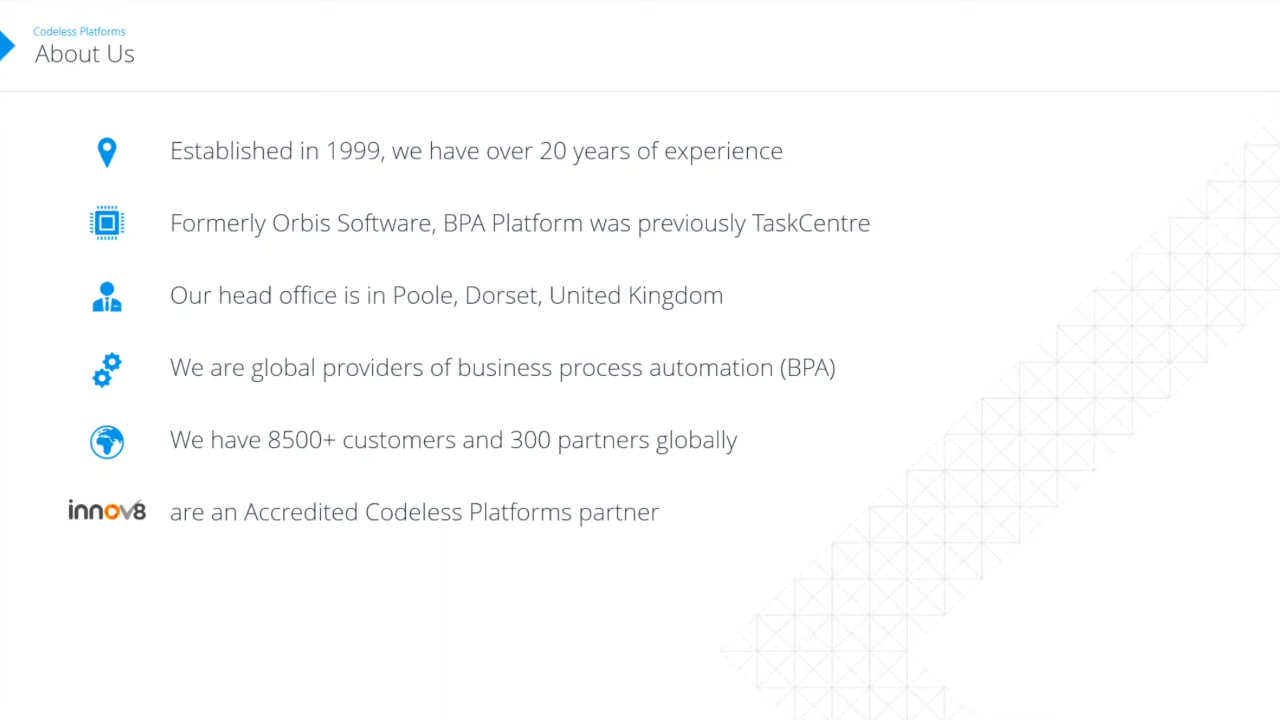 Codeless Platforms
About Us
Established in 1999, we have over 20 years of experience
Formerly Orbis Software, BPA Platform was previously TaskCentre
Our head office is in Poole, Dorset, United Kingdom
We are global providers of business process automation (BPA)
We have 8500+ customers and 300 partners globally
innov8 are an Accredited Codeless Platforms partner